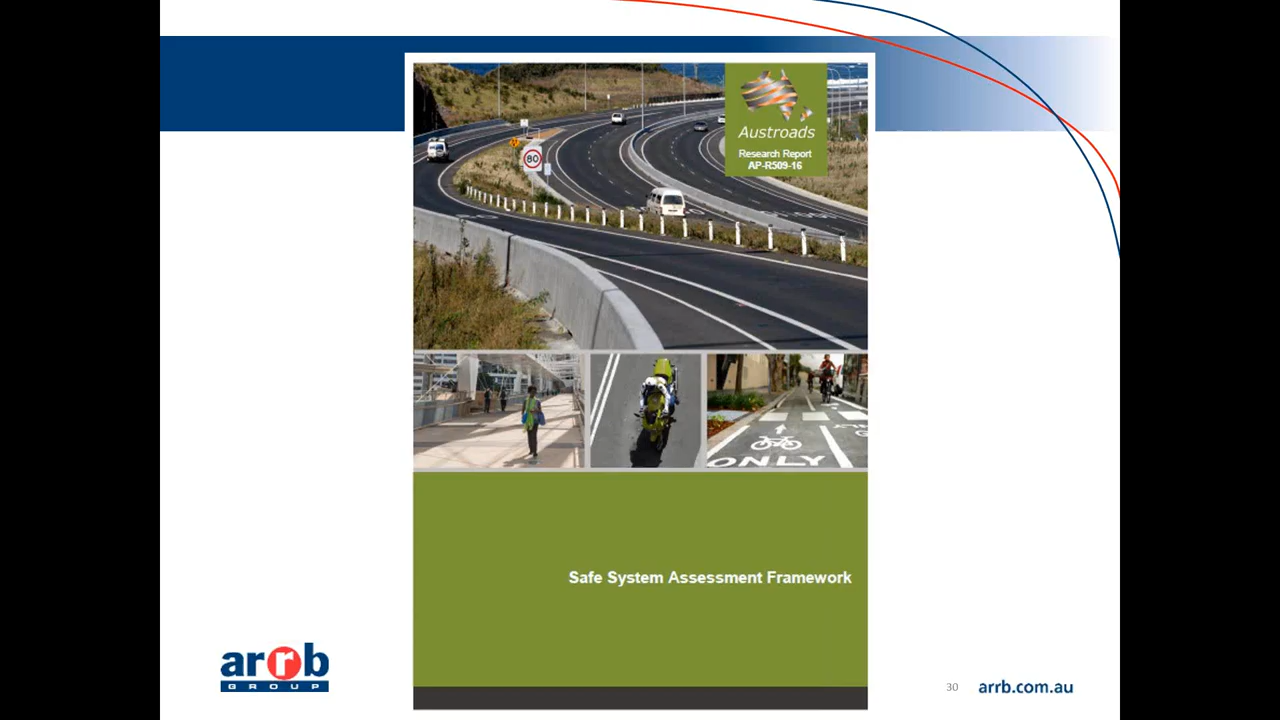 Austroads
Research Report
AP-R509-16
80
ONLY
Safe System Assessment Framework
arrb
GROUP
30
arrb.com.au